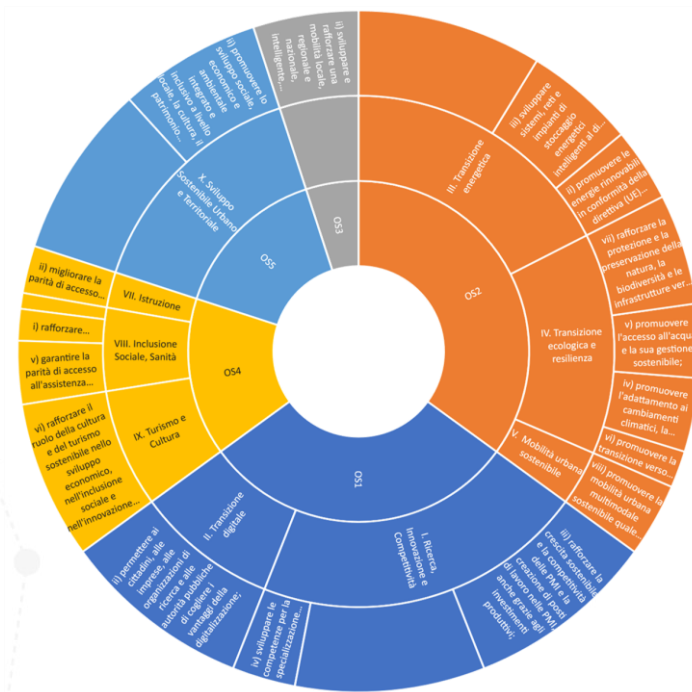 ii) sviluppare e
rafforzare una
mobilità locale,
regionale e
nazionale,
intelligente,...
OS3
III. Transizione
energetica
iii) sviluppare
sistemi, reti e
impianti di
stoccaggio
energetici
intelligenti al di...
ii) promuovere le
energie rinnovabili
in conformità della
direttiva (UE)...
OS2
IV. Transizione
ecologica e
resilienza
vii) rafforzare la
protezione e la
preservazione della
natura, la
biodiversità e le
infrastrutture ver...
v) promuovere
l'accesso all'acqua
e la sua gestione
sostenibile;
iv) promuovere
l'adattamento ai
cambiamenti
climatici, la...
vi) promuovere la
transizione verso...
V. Mobilità urbana
sostenibile
viii) promuovere la
mobilità urbana
multimodale
sostenibile quale...
OS1
I. Ricerca,
Innovazione e
Competitività
iii) rafforzare la
crescita sostenibile
e la competitività
delle PMI e la
creazione di posti
di lavoro nelle PMI,
anche grazie agli
investimenti
produttivi;
iv) sviluppare le
competenze per la
specializzazione...
II. Transizione
digitale
ii) permettere ai
cittadini, alle
imprese, alle
organizzazioni di
ricerca e alle
autorità pubbliche
di cogliere i
vantaggi della
digitalizzazione;
OS4
IX. Turismo e
Cultura
vi) rafforzare il
ruolo della cultura
e del turismo
sostenibile nello
sviluppo
economico,
nell'inclusione
sociale e
nell'innovazione...
VIII. Inclusione
Sociale, Sanità
v) garantire la
parità di accesso
all'assistenza...
i) rafforzare...
VII. Istruzione
ii) migliorare la
parità di accesso...
OS5
X. Sviluppo
Sostenibile Urbano
e Territoriale
ii) promuovere lo
sviluppo sociale,
economico e
ambientale
integrato e
inclusivo a livello
locale, la cultura, il
patrimonio...